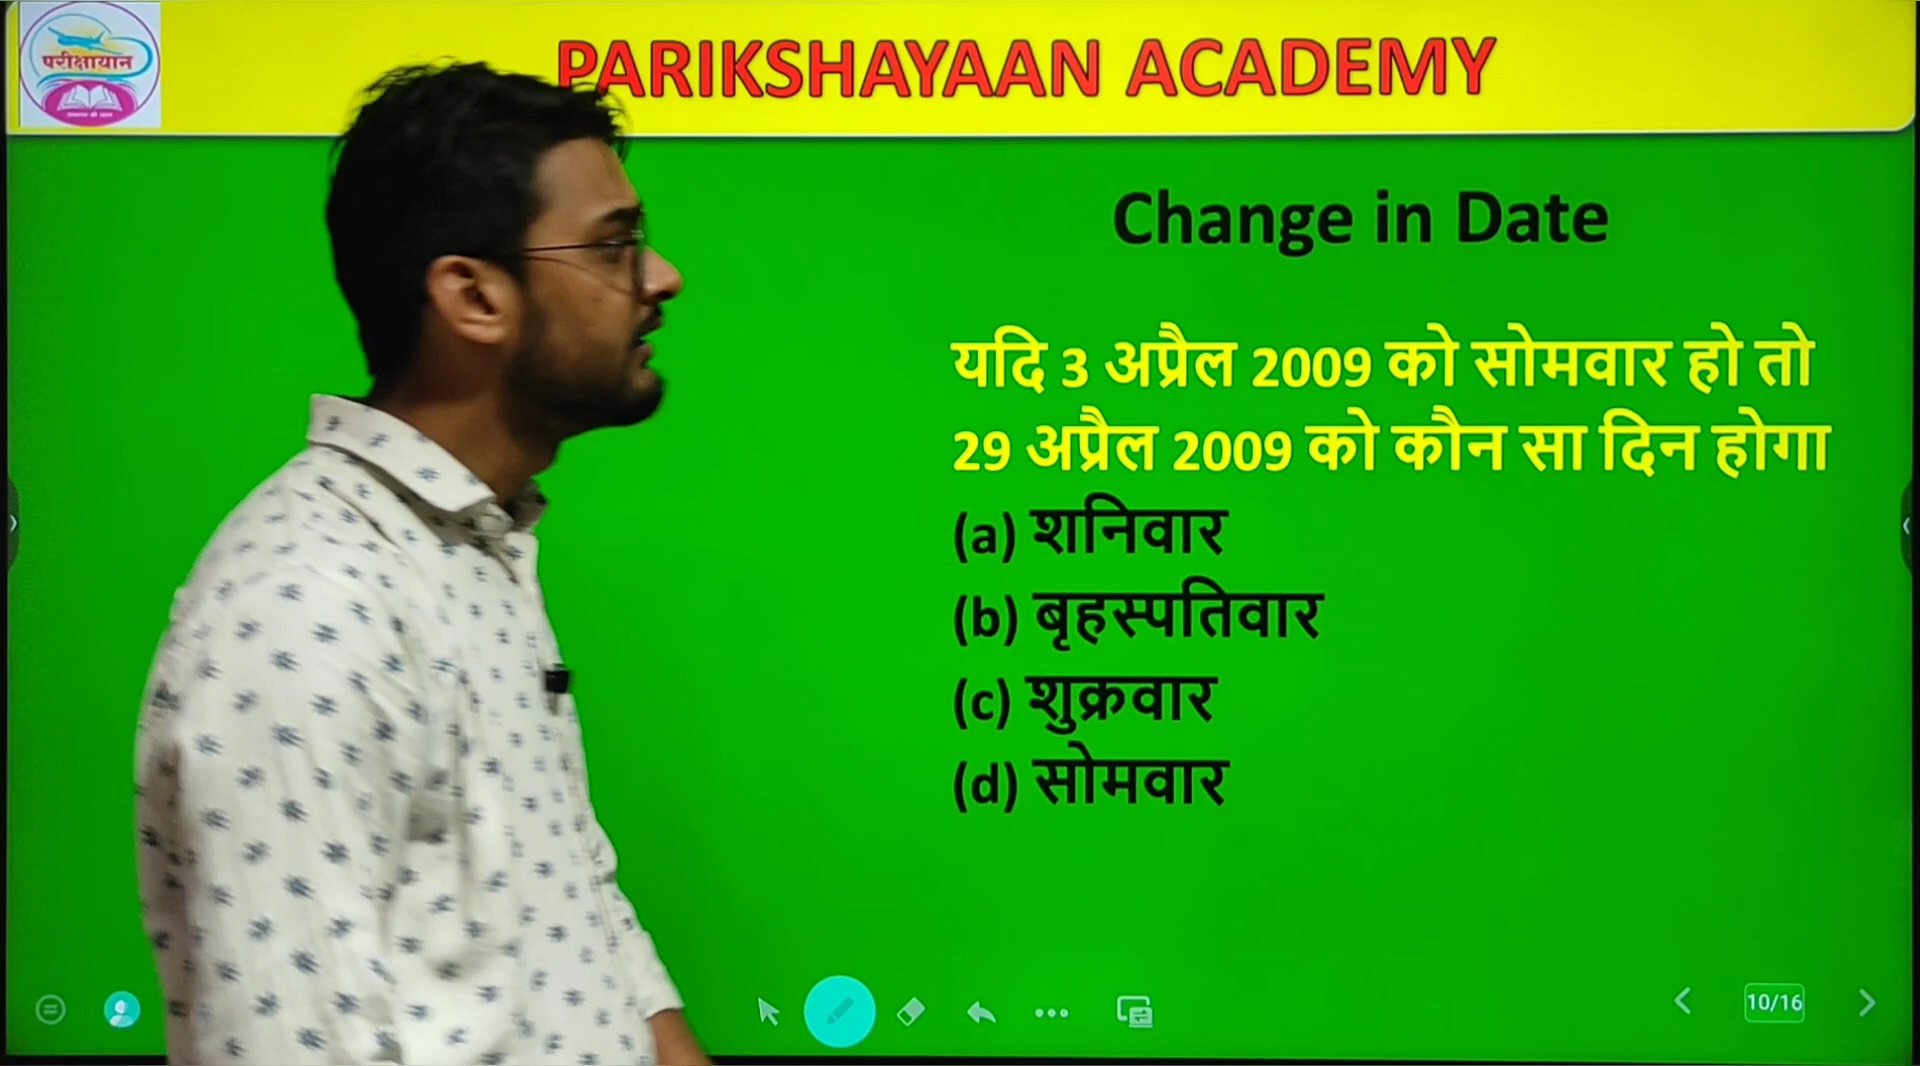 परीक्षायान
PARIKSHAYAAN ACADEMY
Change in Date
यदि 3 अप्रैल 2009 को सोमवार हो तो
29 अप्रैल 2009 को कौन सा दिन होगा
(a) शनिवार
(b) बृहस्पतिवार
(c) शुक्रवार
(d) सोमवार
10/16